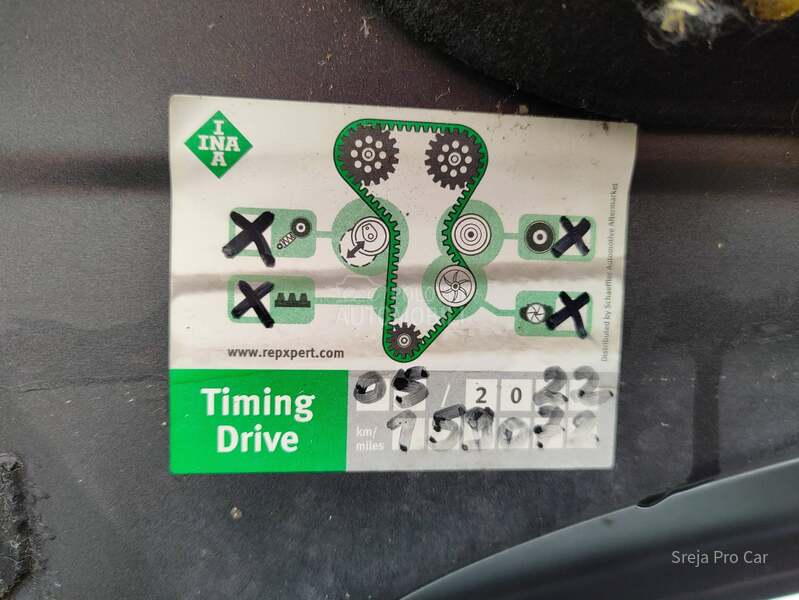 INA
INA
www.repxpert.com
Distributed by Schaeffler Automotive Aftermarket
Timing
Drive
05 / 20 22
km/
miles
Sreja Pro Car